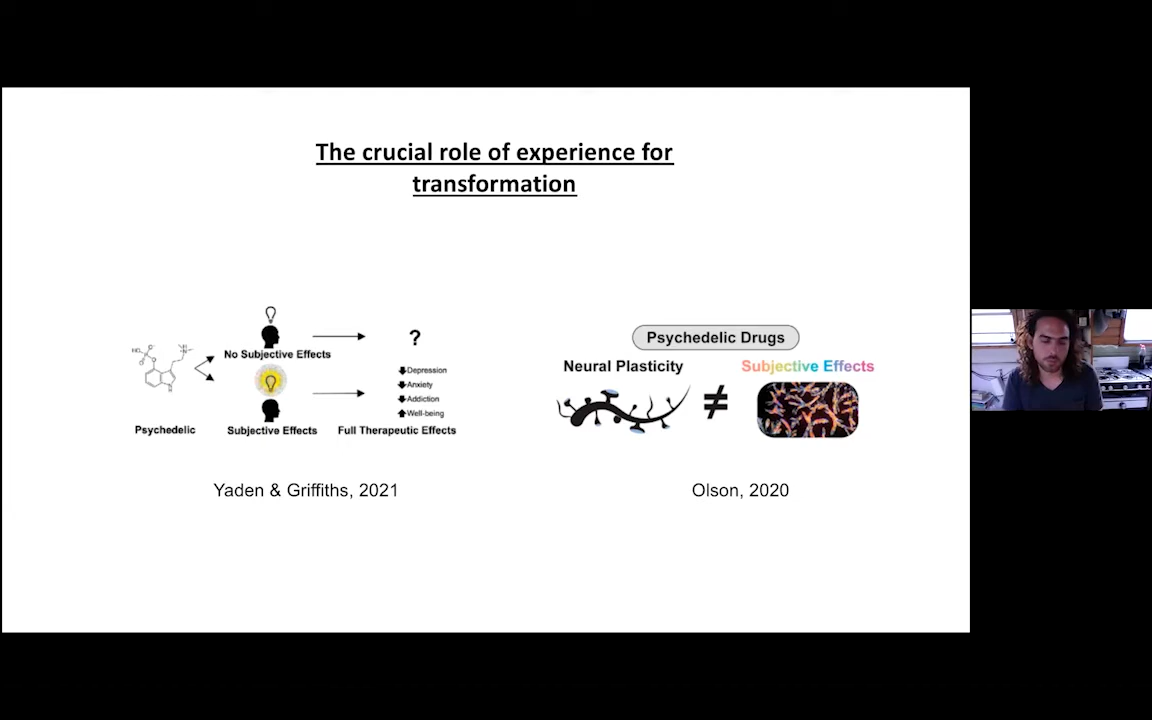 The crucial role of experience for
transformation
?
No Subjective Effects
Depression
Anxiety
Addiction
Well-being
Psychedelic
Subjective Effects
Full Therapeutic Effects
Yaden & Griffiths, 2021
Psychedelic Drugs
Neural Plasticity
Subjective Effects
≠
Olson, 2020